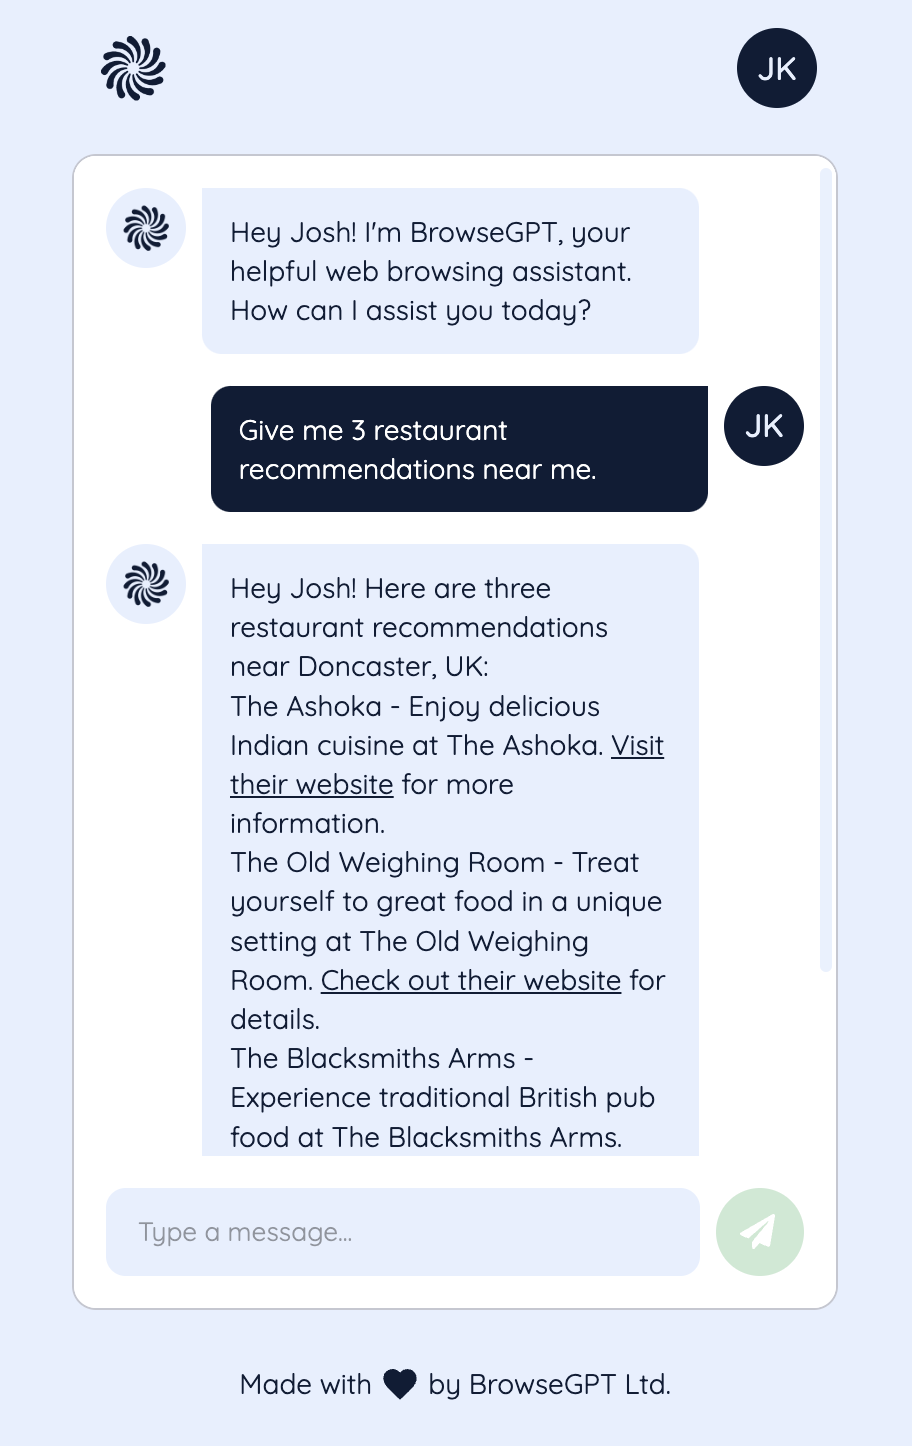 JK
Hey Josh! I'm BrowseGPT, your
helpful web browsing assistant.
How can I assist you today?
Give me 3 restaurant
recommendations near me.
JK
Hey Josh! Here are three
restaurant recommendations
near Doncaster, UK:
The Ashoka - Enjoy delicious
Indian cuisine at The Ashoka. Visit
their website for more
information.
The Old Weighing Room - Treat
yourself to great food in a unique
setting at The Old Weighing
Room. Check out their website for
details.
The Blacksmiths Arms -
Experience traditional British pub
food at The Blacksmiths Arms.
Type a message...
Made with by BrowseGPT Ltd.